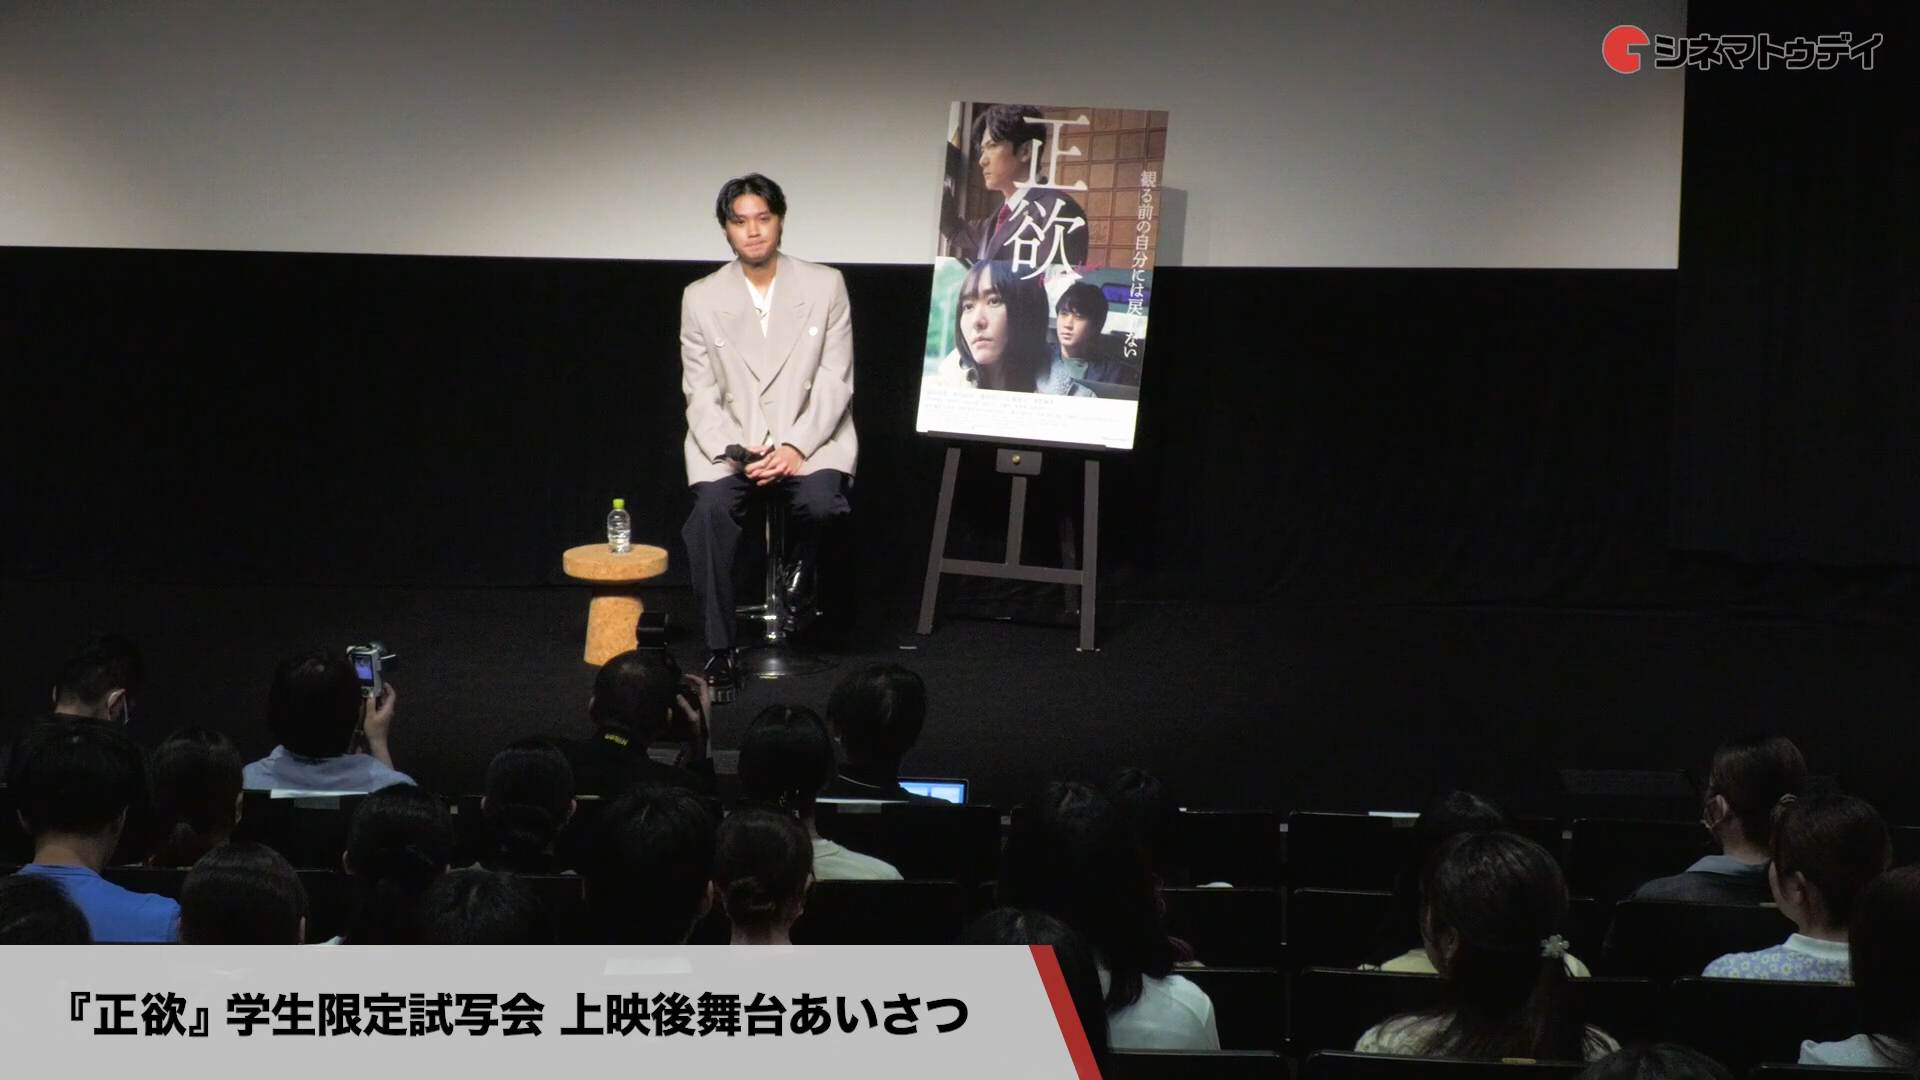 シネマトゥデイ
正欲
観る前の自分には戻れない
Nikon
『正欲』学生限定試写会 上映後舞台あいさつ